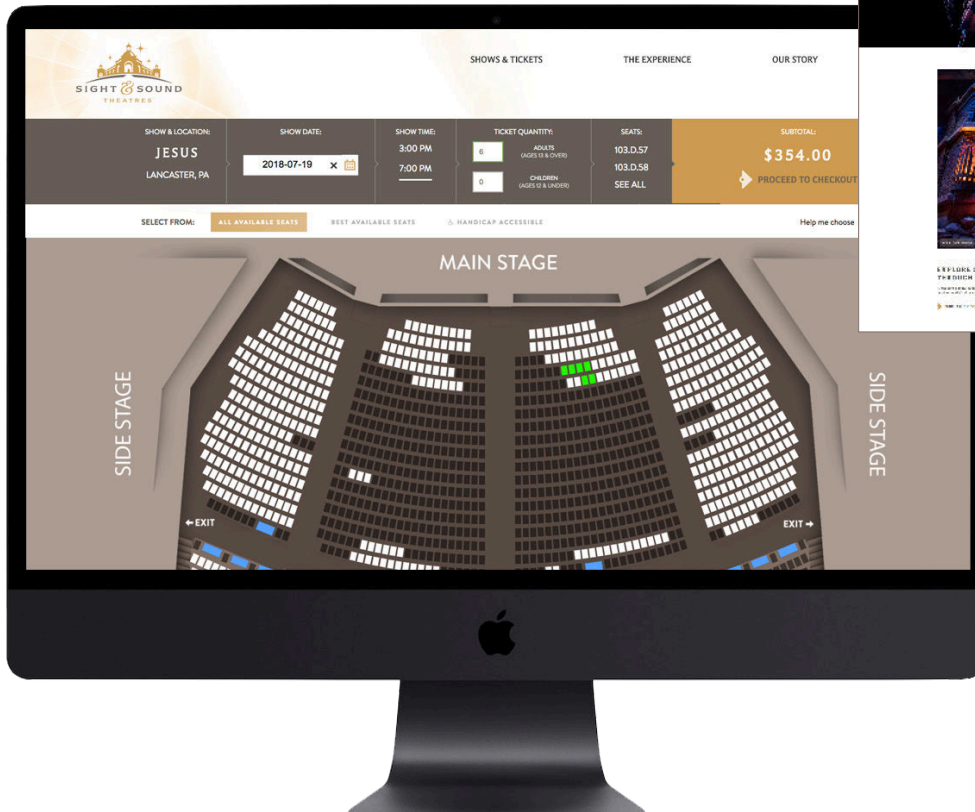 SHOWS & TICKETS
THE EXPERIENCE
OUR STORY
SIGHT & SOUND
THEATRES
SHOW & LOCATION:
JESUS
LANCASTER, PA
SHOW DATE:
2018-07-19
SHOW TIME:
3:00 PM
7:00 PM
TICKET QUANTITY:
6
ADULTS
(AGES 13 & OVER)
0
CHILDREN
(AGES 12 & UNDER)
SEATS:
103.D.57
103.D.58
SEE ALL
SUBTOTAL:
$354.00
PROCEED TO CHECKOUT
SELECT FROM:
ALL AVAILABLE SEATS
BEST AVAILABLE SEATS
HANDICAP ACCESSIBLE
Help me choose
MAIN STAGE
SIDE STAGE
SIDE STAGE
← EXIT
EXIT →
EXPLORE
THROUGH